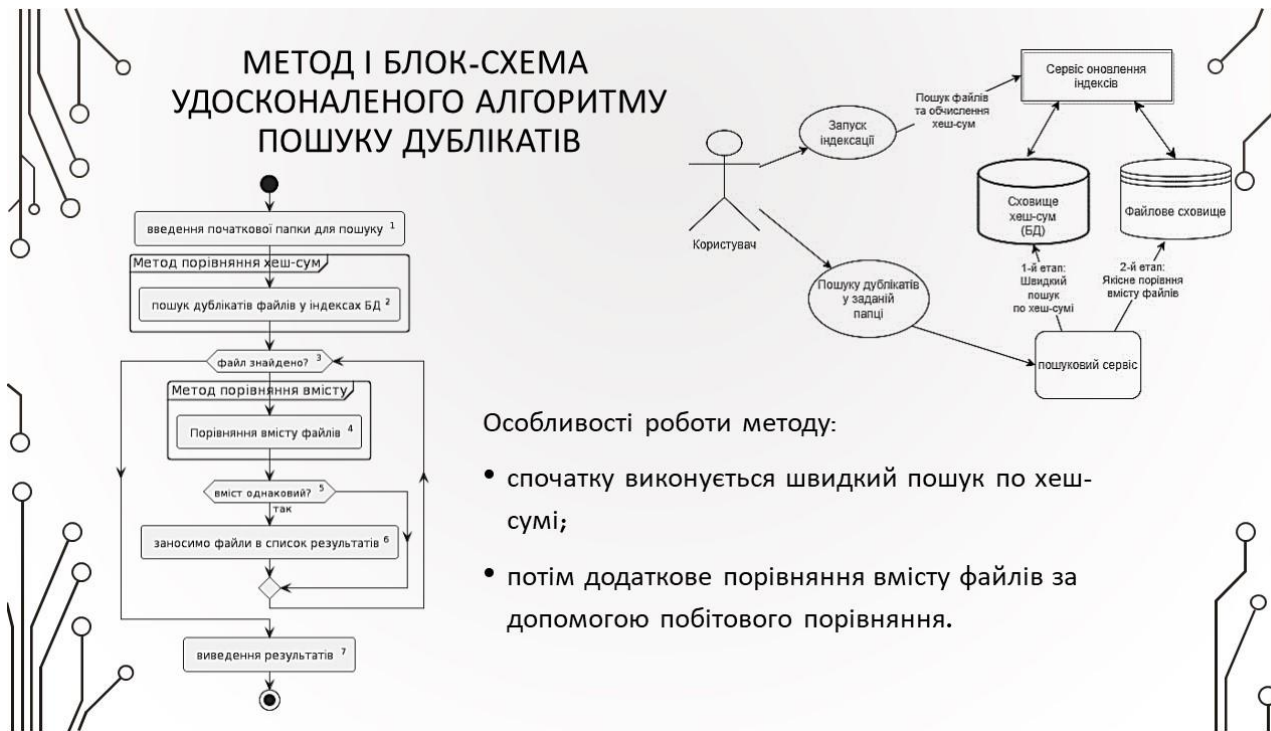 МЕТОД І БЛОК-СХЕМА
УДОСКОНАЛЕНОГО АЛГОРИТМУ
ПОШУКУ ДУБЛІКАТІВ
введення початкової папки для пошуку 1
Метод порівняння хеш-сум
пошук дублікатів файлів у індексах БД 2
файл знайдено? 3
Метод порівняння вмісту
Порівняння вмісту файлів 4
вміст однаковий? 5
так
заносимо файли в список результатів 6
виведення результатів 7
Користувач
Запуск
індексації
Пошук файлів
та обчислення
хеш-сум
Сервіс оновлення
індексів
Сховище
хеш-сум
(БД)
Файлове сховище
Пошуку дублікатів
у заданій
папці
1-й етап:
Швидкий
пошук
по хеш-сумі
2-й етап:
Якісне порівння
вмісту файлів
пошуковий сервіс
Особливості роботи методу:
• спочатку виконується швидкий пошук по хеш-
сумі;
• потім додаткове порівняння вмісту файлів за
допомогою побітового порівняння.